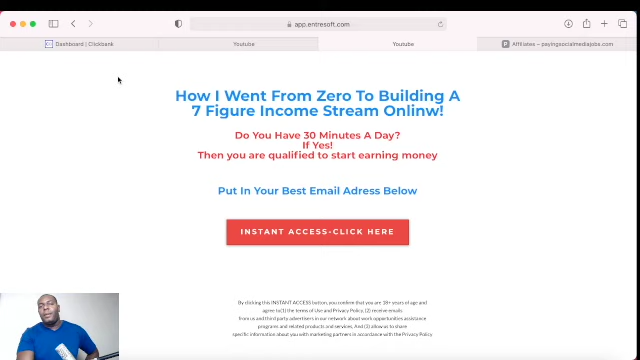 app.entresoft.com
Dashboard | Clickbank
Youtube
Youtube
Affiliates – payingsocialmediajobs.com
How I Went From Zero To Building A
7 Figure Income Stream Onlinw!
Do You Have 30 Minutes A Day?
If Yes!
Then you are qualified to start earning money
Put in Your Best Email Adress Below
INSTANT ACCESS-CLICK HERE
By clicking this INSTANT ACCESS button, you confirm that you are 18+ years of age and
agree to(1) the terms of Use and Privacy Policy, (2) receive emails
from us and third party advertisers in our network about work opportunities assistance
programs and related products and services, And (3) allow us to share
specific information about you with marketing partners in accordance with the Privacy Policy